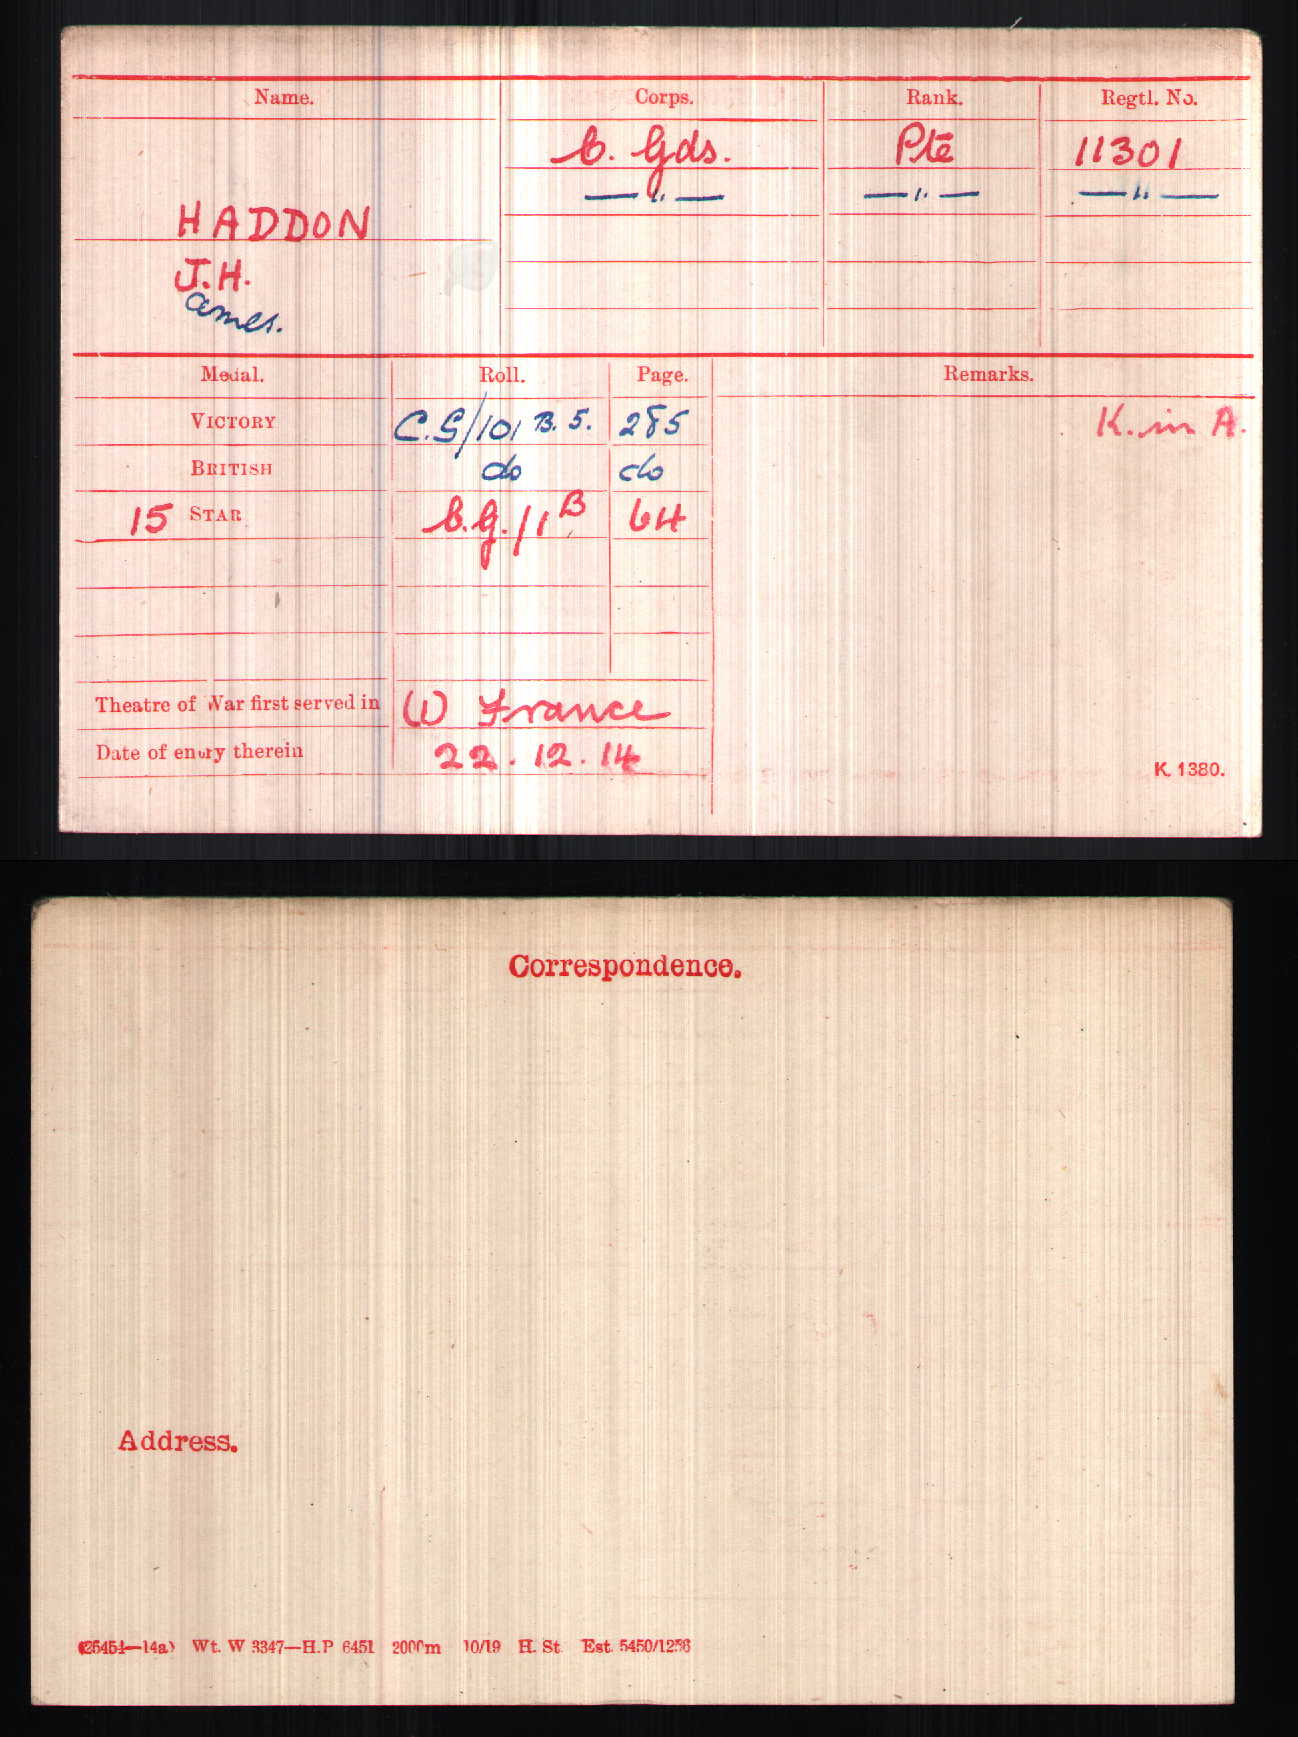 Name. Corps. Rank. Regtl. No.
C. Gds. Pte 11301
—"— —"— —"—
HADDON
J.H.
ames.
Medal. Roll. Page. Remarks.
VICTORY C.G/101 B. 5. 285 K. in A.
BRITISH do do
15 STAR C.G./1 B 64
Theatre of War first served in (1) France
Date of entry therein 22.12.14
K. 1380.
Correspondence.
Address.
Wt. W 3347—H.P 6451 2000m 10/19 H. St. Est. 5450/1256